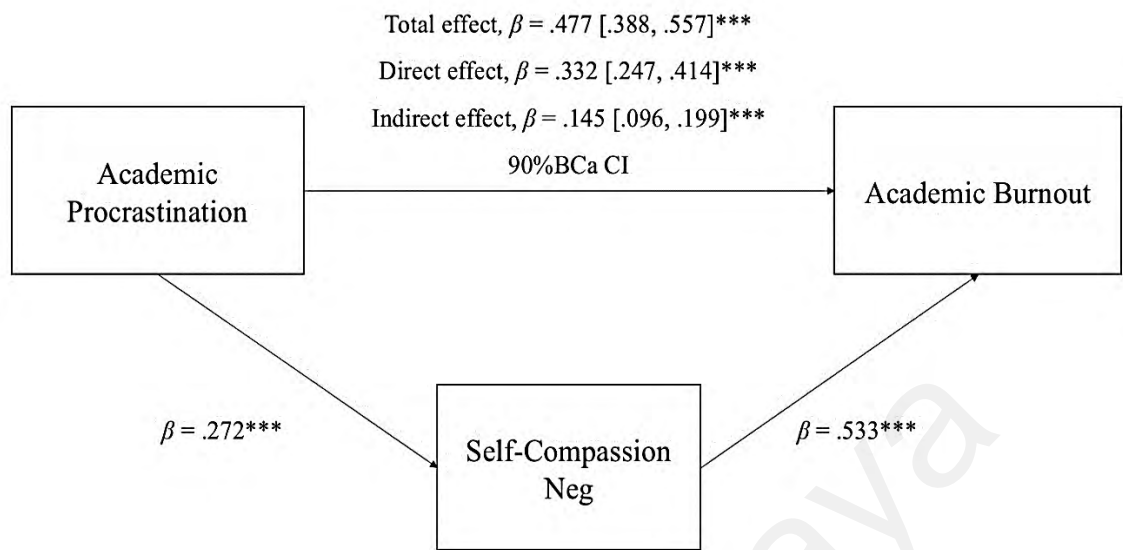 Total effect, β = .477 [.388, .557]***
Direct effect, β = .332 [.247, .414]***
Indirect effect, β = .145 [.096, .199]***
90%BCa CI
Academic
Procrastination
Academic Burnout
β = .272***
β = .533***
Self-Compassion
Neg
aya